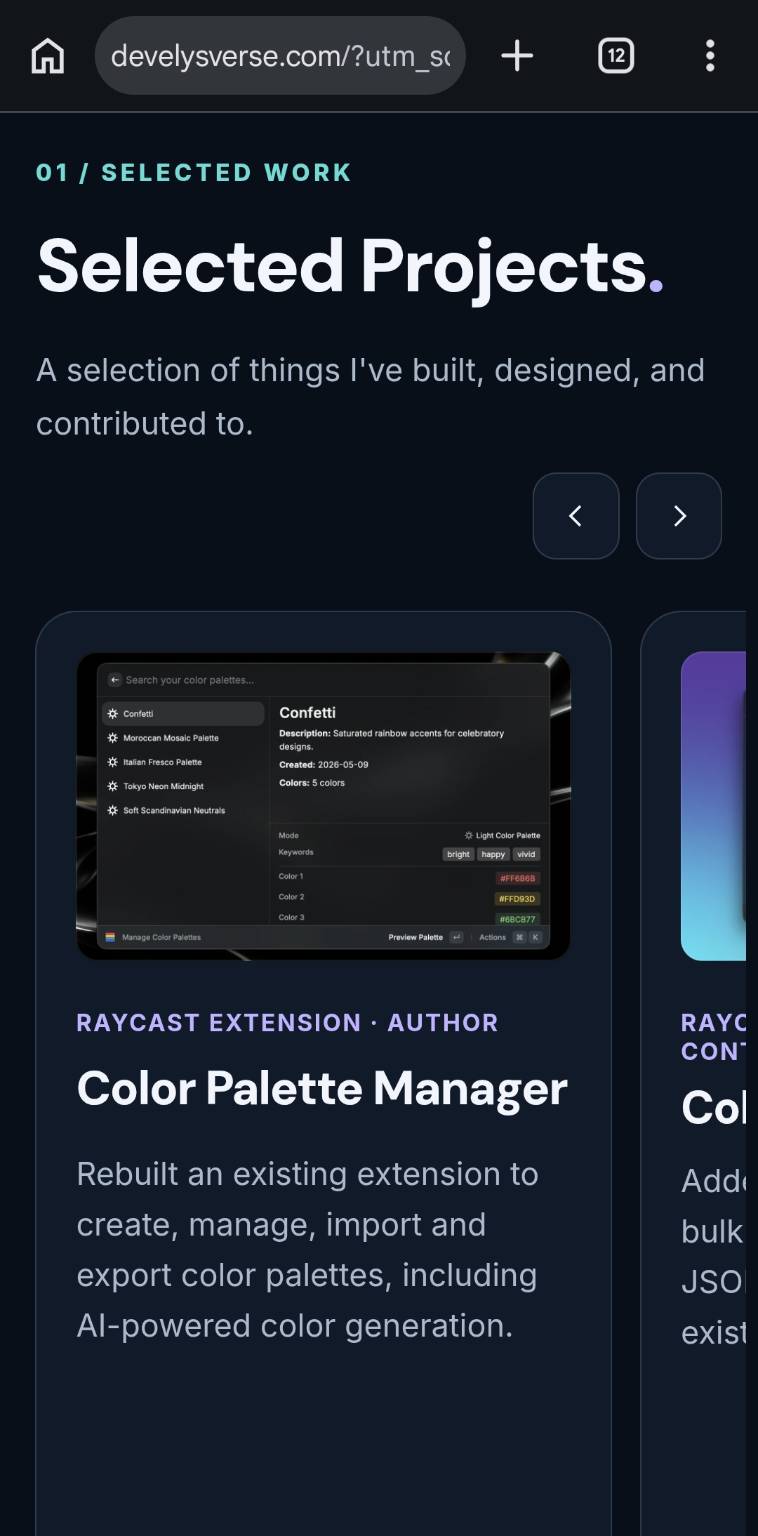 develysverse.com/?utm_sc
12
01 / SELECTED WORK
Selected Projects.
A selection of things I've built, designed, and
contributed to.
Search your color palettes...
Confetti
Moroccan Mosaic Palette
Italian Fresco Palette
Tokyo Neon Midnight
Soft Scandinavian Neutrals
Confetti
Description: Saturated rainbow accents for celebratory
designs.
Created: 2026-05-09
Colors: 5 colors
Mode Light Color Palette
Keywords bright happy vivid
Color 1 #FF6B6B
Color 2 #FFD93D
Color 3 #6BCB77
Manage Color Palettes Preview Palette Actions ⌘ K
RAYCAST EXTENSION · AUTHOR
Color Palette Manager
Rebuilt an existing extension to
create, manage, import and
export color palettes, including
AI-powered color generation.
RAYC
CONT
Col
Adde
bulk
JSO
exist